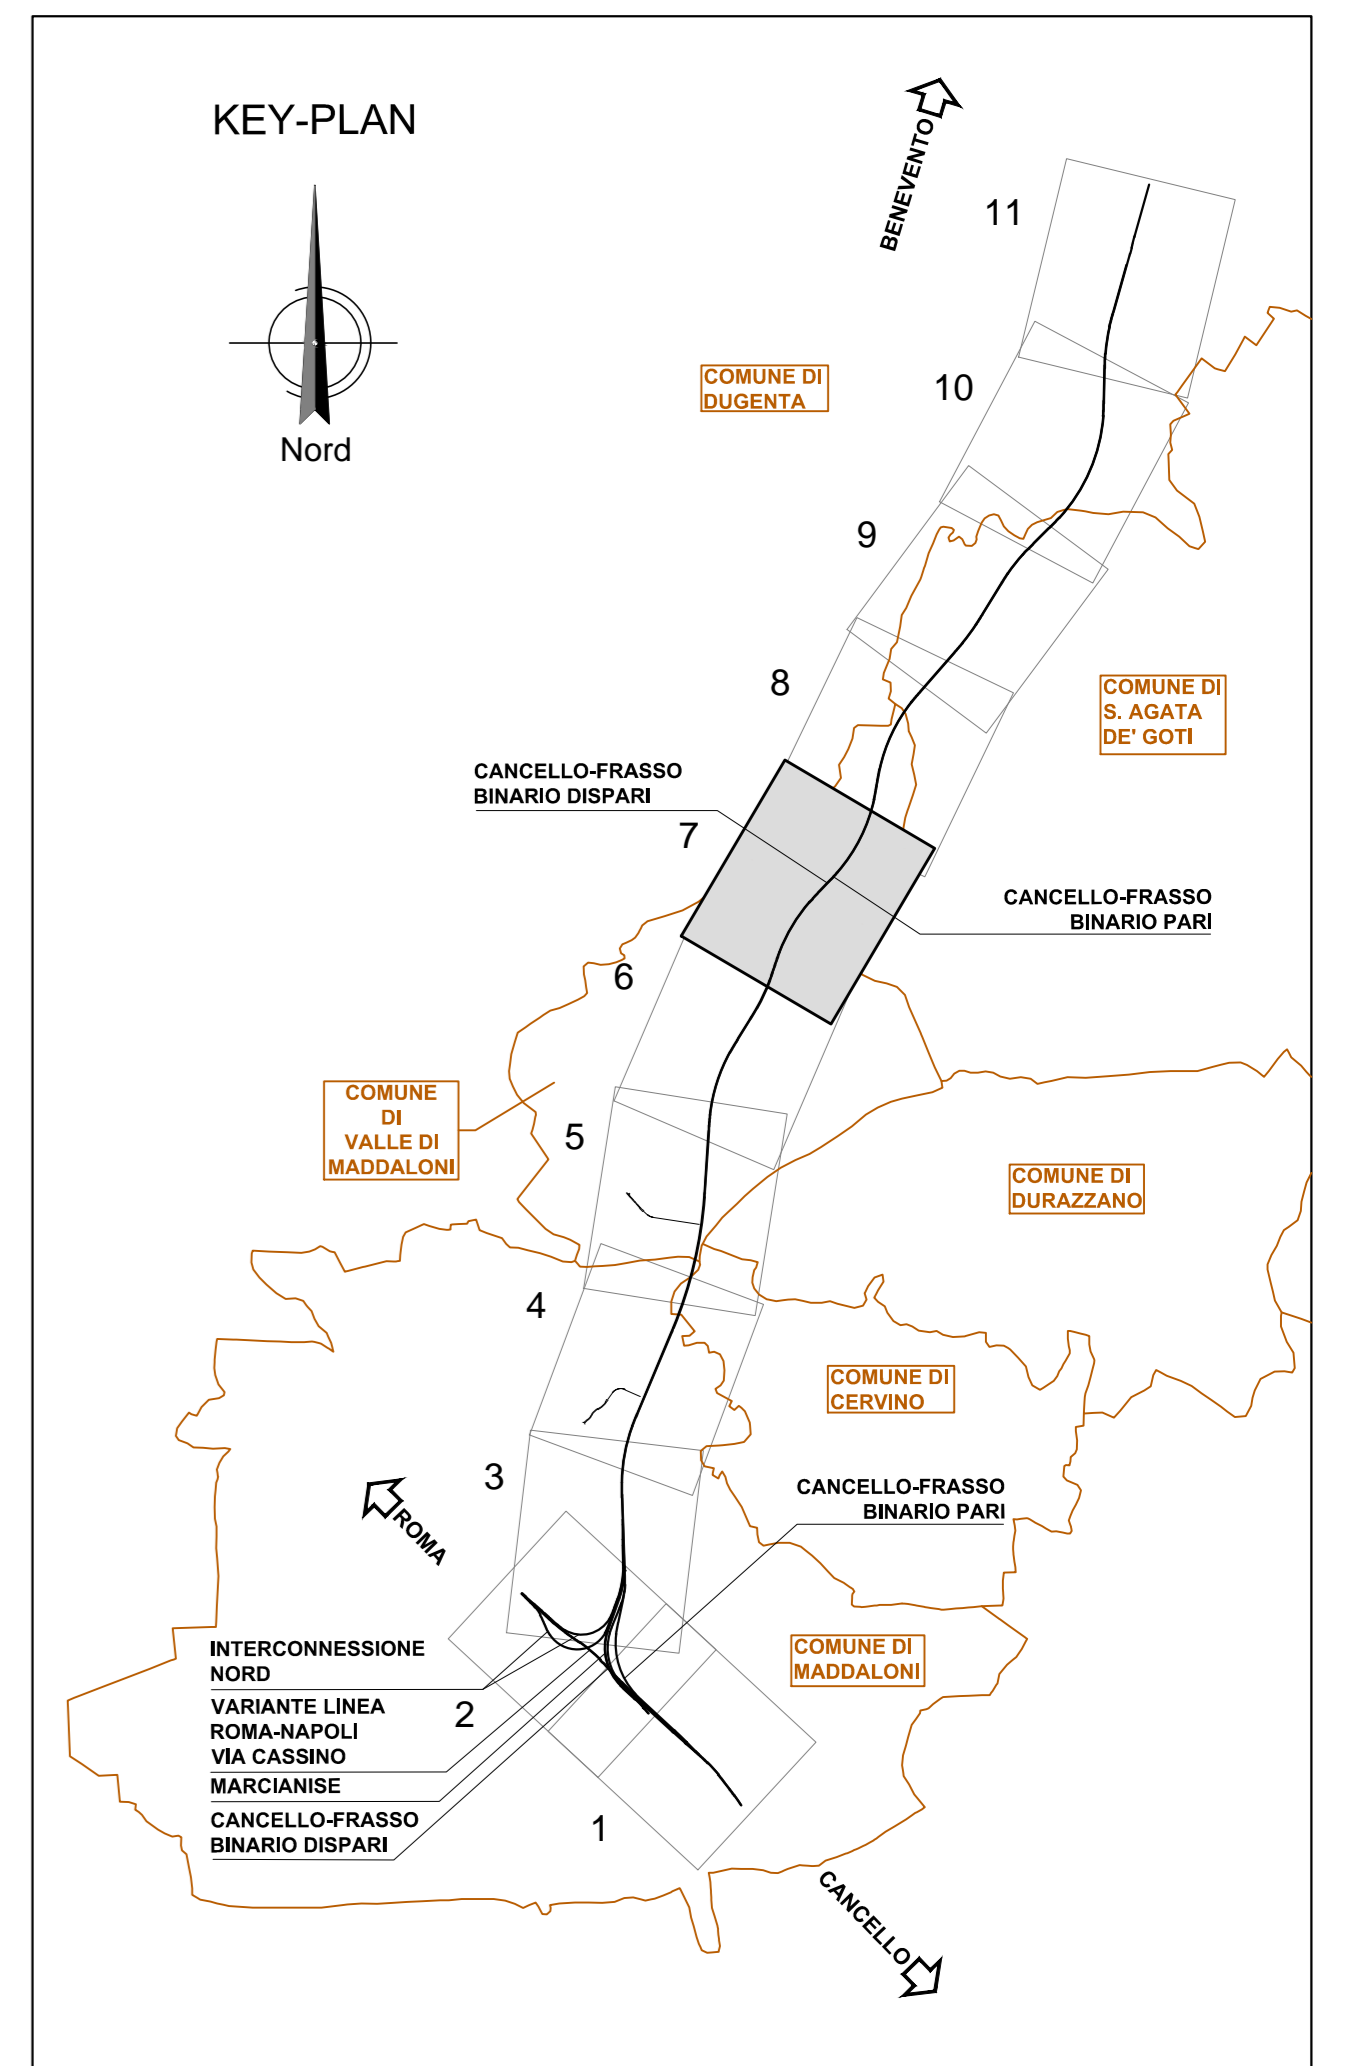 KEY-PLAN
BENEVENTO
11
COMUNE DI
DUGENTA
10
Nord
9
8
COMUNE DI
S. AGATA
DE' GOTI
CANCELLO-FRASSO
BINARIO DISPARI
7
CANCELLO-FRASSO
BINARIO PARI
6
COMUNE
DI
VALLE DI
MADDALONI
5
COMUNE DI
DURAZZANO
4
COMUNE DI
CERVINO
3
CANCELLO-FRASSO
BINARIO PARI
ROMA
INTERCONNESSIONE
NORD
COMUNE DI
MADDALONI
VARIANTE LINEA
ROMA-NAPOLI
VIA CASSINO
2
MARCIANISE
CANCELLO-FRASSO
BINARIO DISPARI
1
CANCELLO